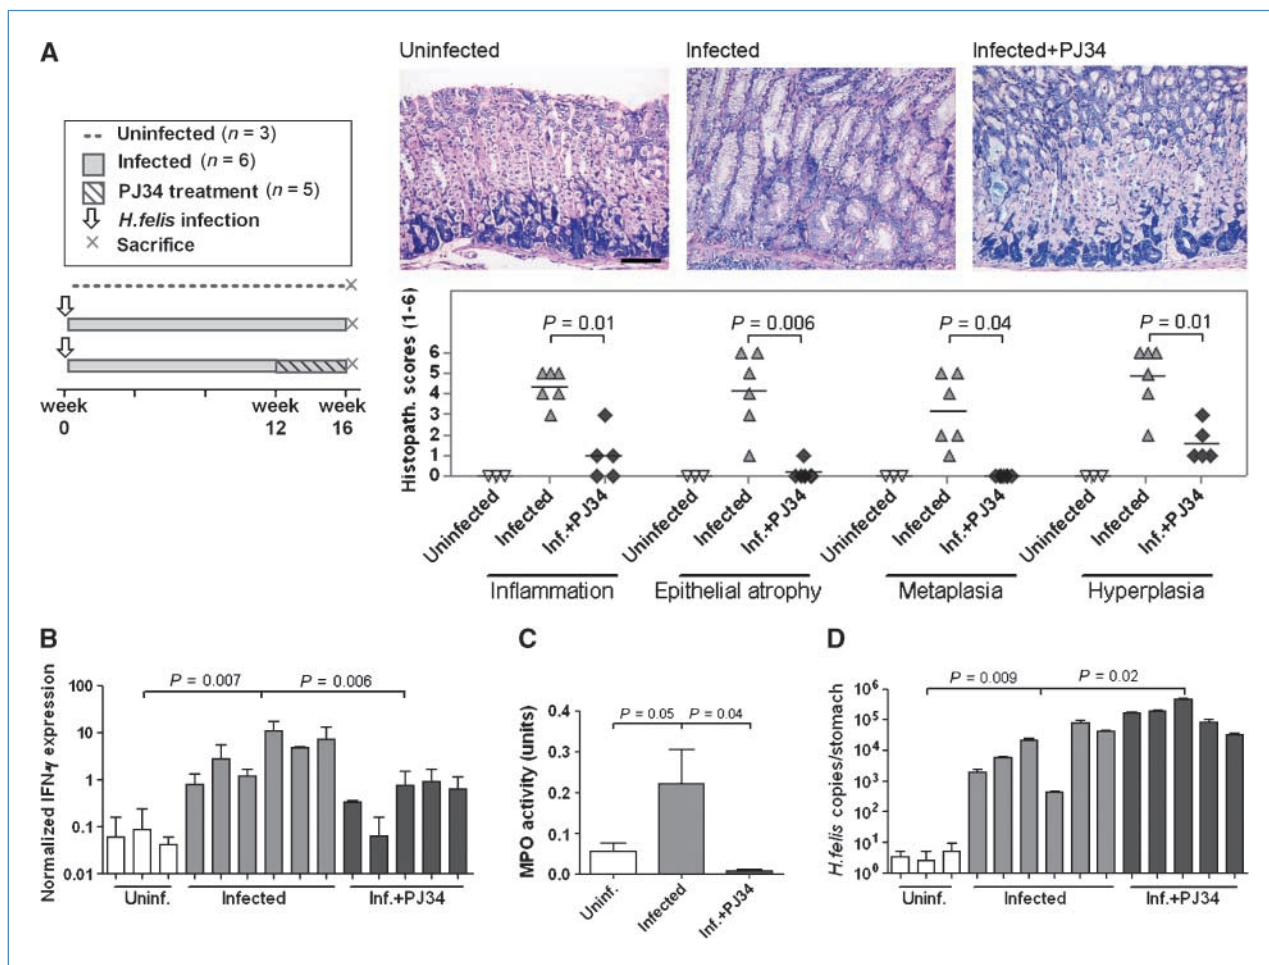 A
Uninfected
Infected
Infected+PJ34
Uninfected (n = 3)
Infected (n = 6)
PJ34 treatment (n = 5)
H.felis infection
Sacrifice
week 0
week 12
week 16
Histopath. scores (1-6)
6
5
4
3
2
1
0
P = 0.01
P = 0.006
P = 0.04
P = 0.01
Uninfected
Infected
Inf.+PJ34
Uninfected
Infected
Inf.+PJ34
Uninfected
Infected
Inf.+PJ34
Uninfected
Infected
Inf.+PJ34
Inflammation
Epithelial atrophy
Metaplasia
Hyperplasia
B
Normalized IFN-γ expression
100
10
1
0.1
0.01
P = 0.007
P = 0.006
Uninf.
Infected
Inf.+PJ34
C
MPO activity (units)
0.4
0.3
0.2
0.1
0.0
P = 0.05
P = 0.04
Uninf.
Infected
Inf.+PJ34
D
H.felis copies/stomach
10⁶
10⁵
10⁴
10³
10²
10¹
10⁰
P = 0.009
P = 0.02
Uninf.
Infected
Inf.+PJ34